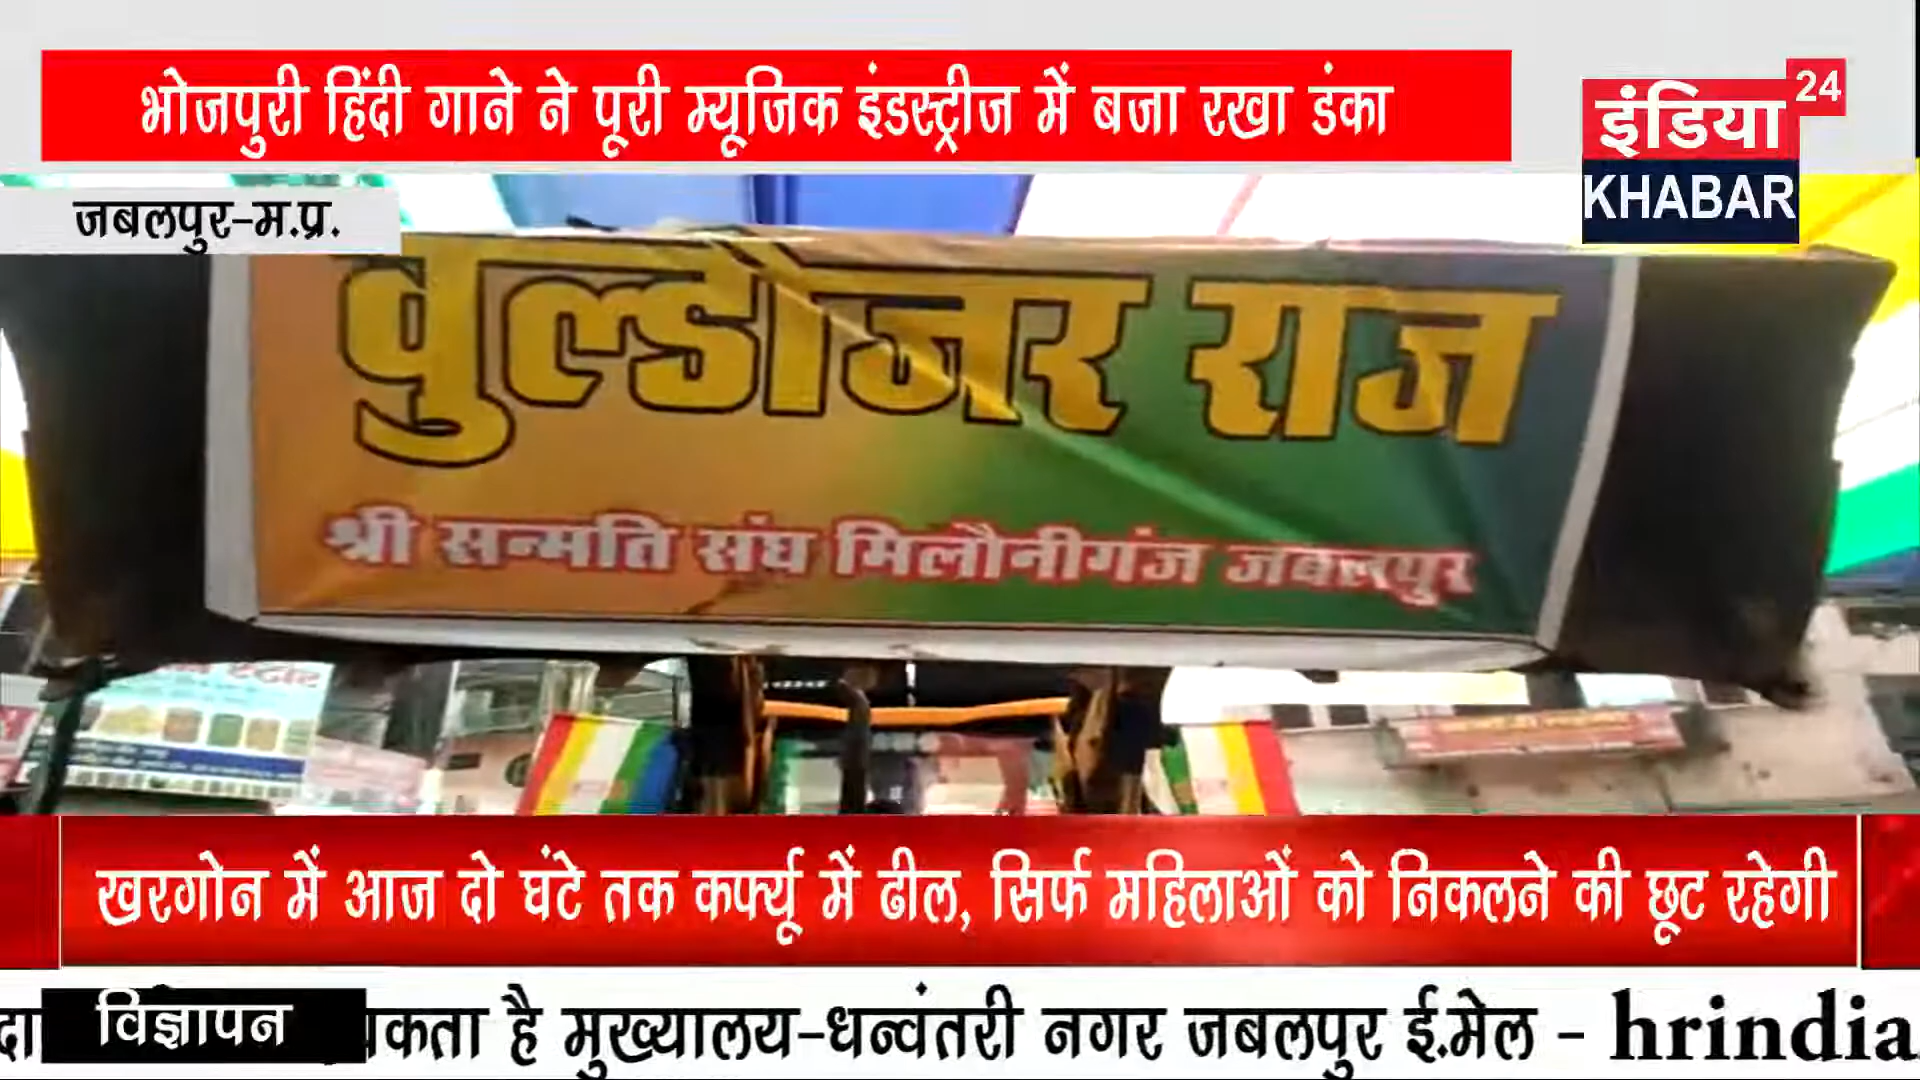 भोजपुरी हिंदी गाने ने पूरी म्यूजिक इंडस्ट्रीज में बजा रखा डंका
इंडिया 24
KHABAR
जबलपुर-म.प्र.
वुल्डोजर राज
श्री सन्मति संघ मिलौनीगंज जबलपुर
खरगोन में आज दो घंटे तक कर्फ्यू में ढील, सिर्फ महिलाओं को निकलने की छूट रहेगी
विज्ञापन
है मुख्यालय-धन्वंतरी नगर जबलपुर ई.मेल - hrindia